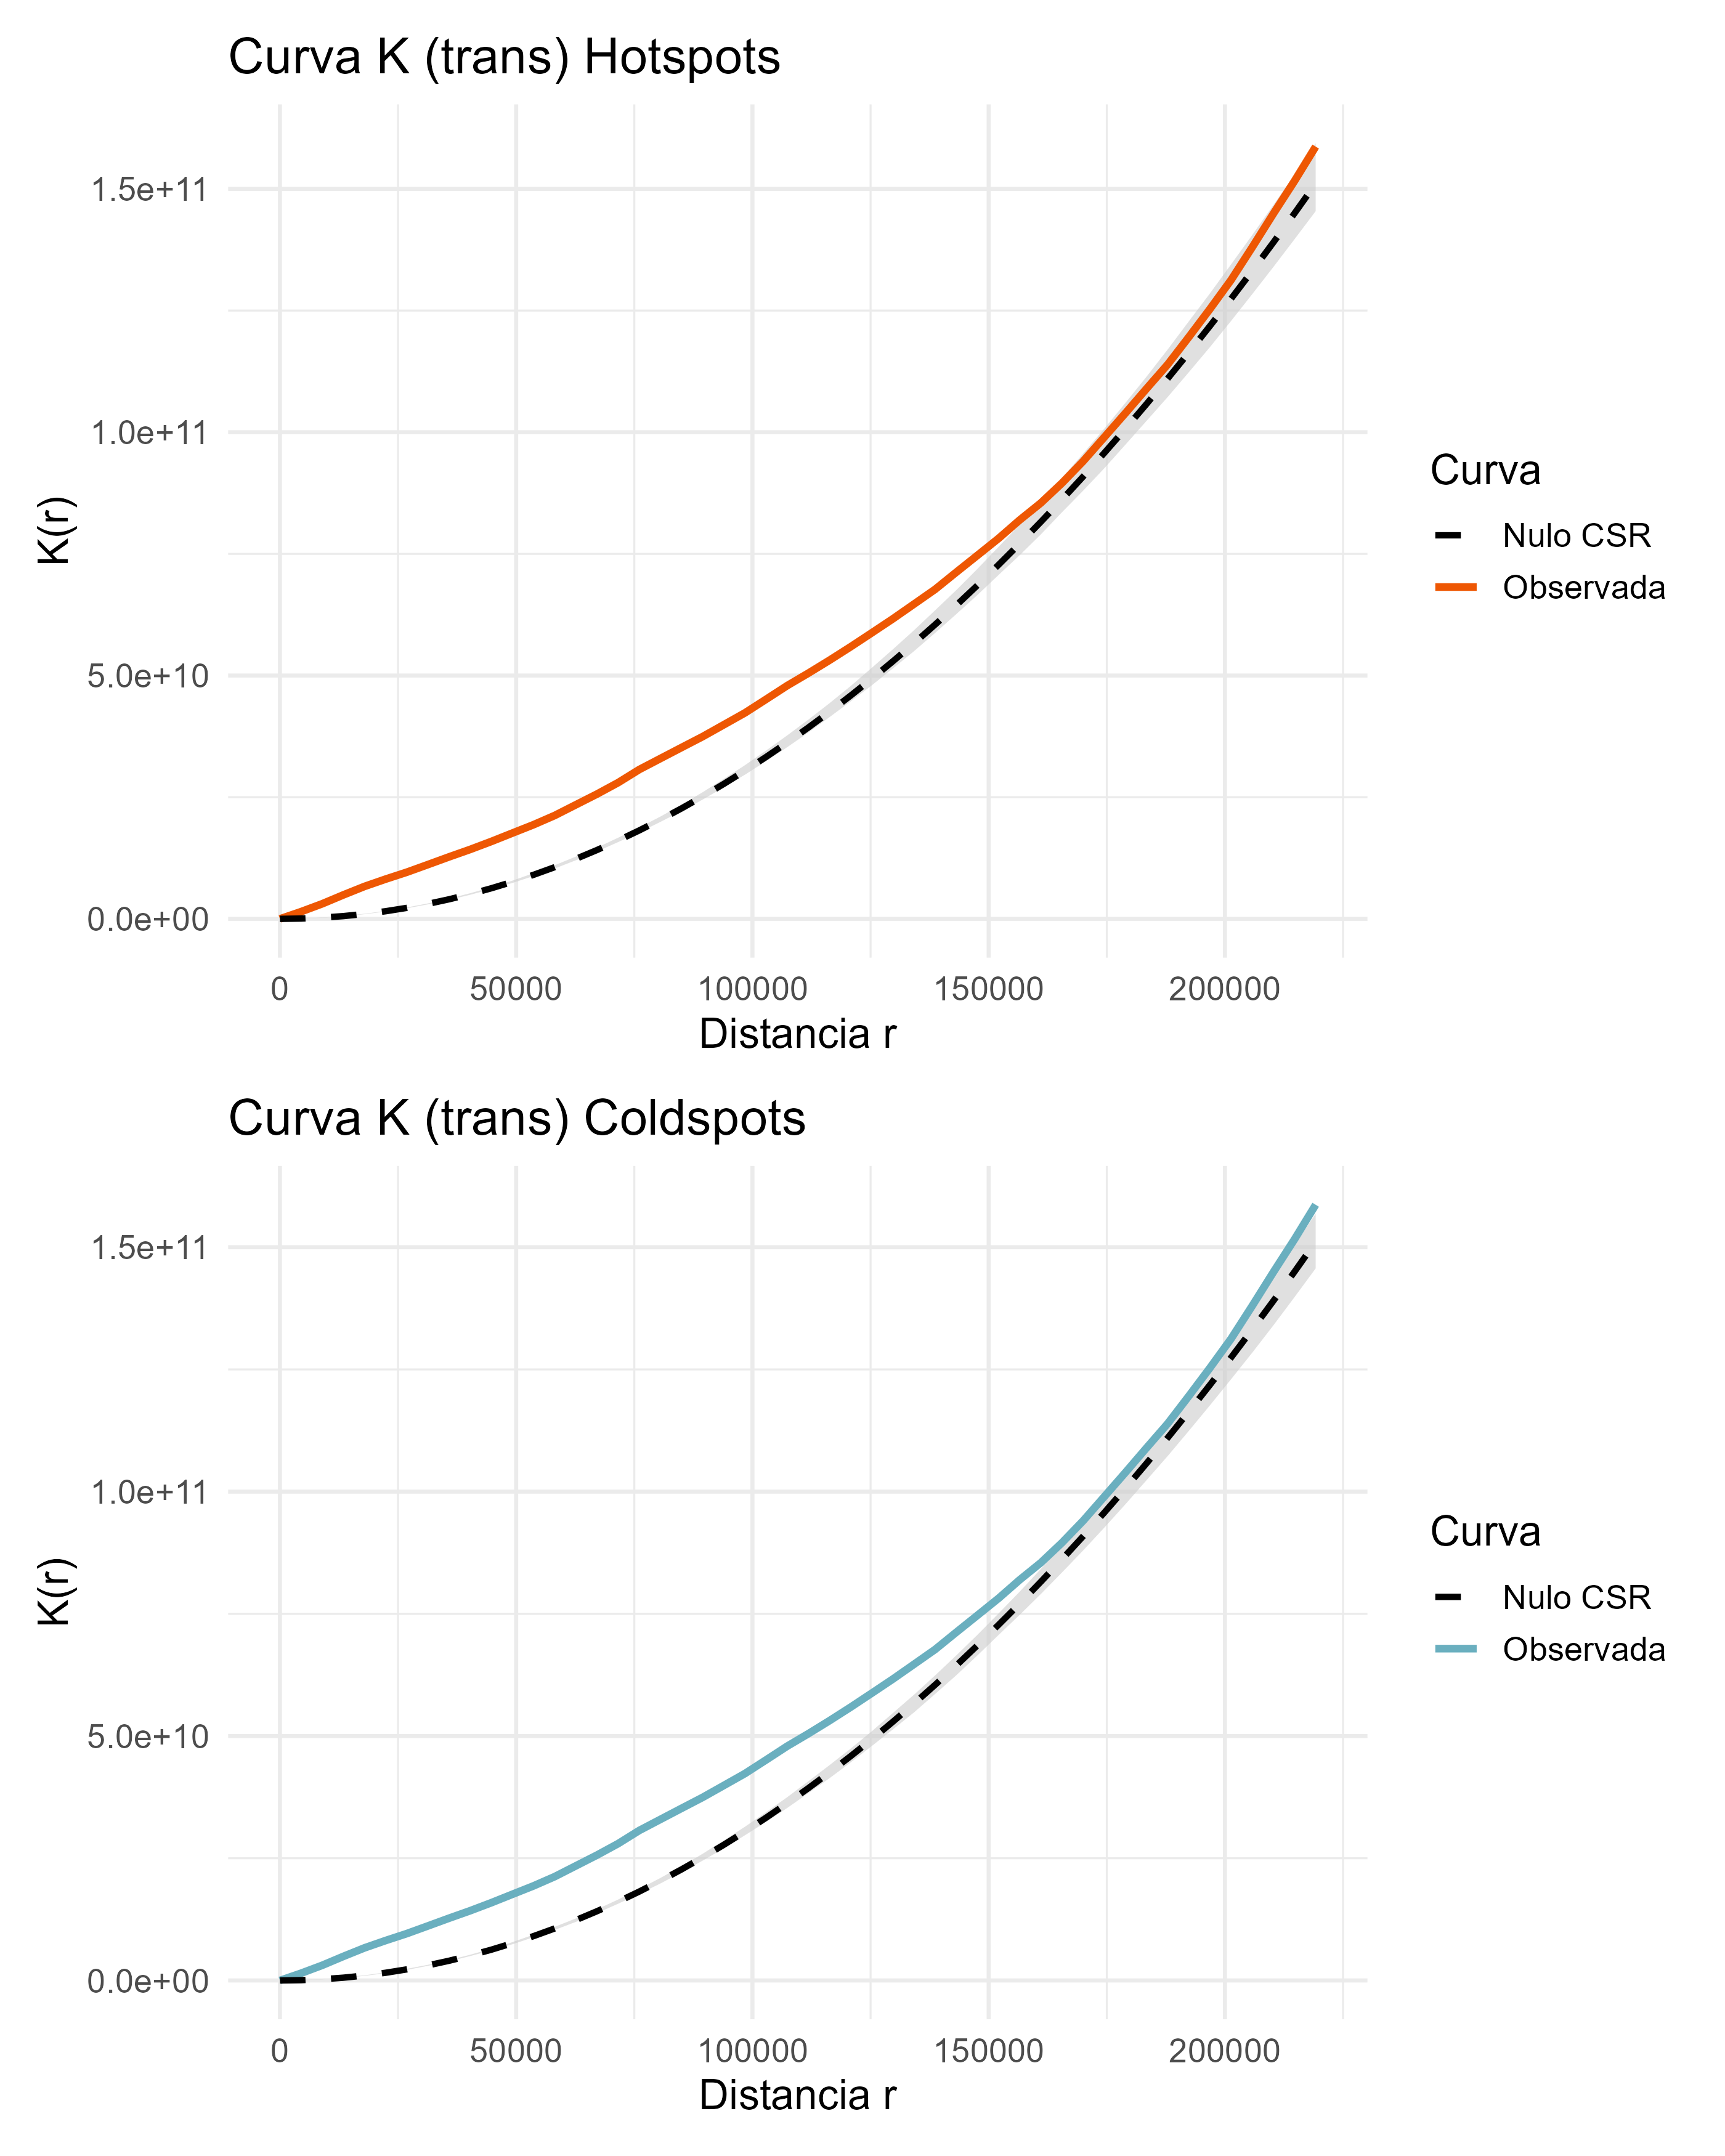 Curva K (trans) Hotspots
1.5e+11
1.0e+11
5.0e+10
0.0e+00
K(r)
0 50000 100000 150000 200000
Distancia r
Curva
Nulo CSR
Observada
Curva K (trans) Coldspots
1.5e+11
1.0e+11
5.0e+10
0.0e+00
K(r)
0 50000 100000 150000 200000
Distancia r
Curva
Nulo CSR
Observada